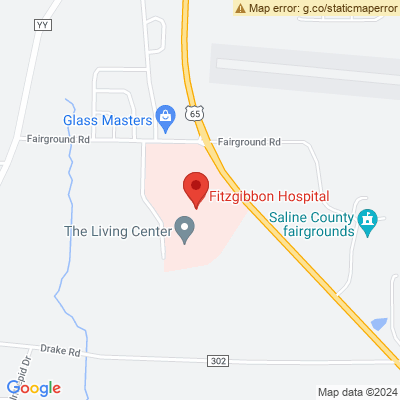 Map error: g.co/staticmaperror
YY
65
Glass Masters
Fairground Rd
Fairground Rd
Fitzgibbon Hospital
Saline County
fairgrounds
The Living Center
Drake Rd
302
Google
Map data ©2024